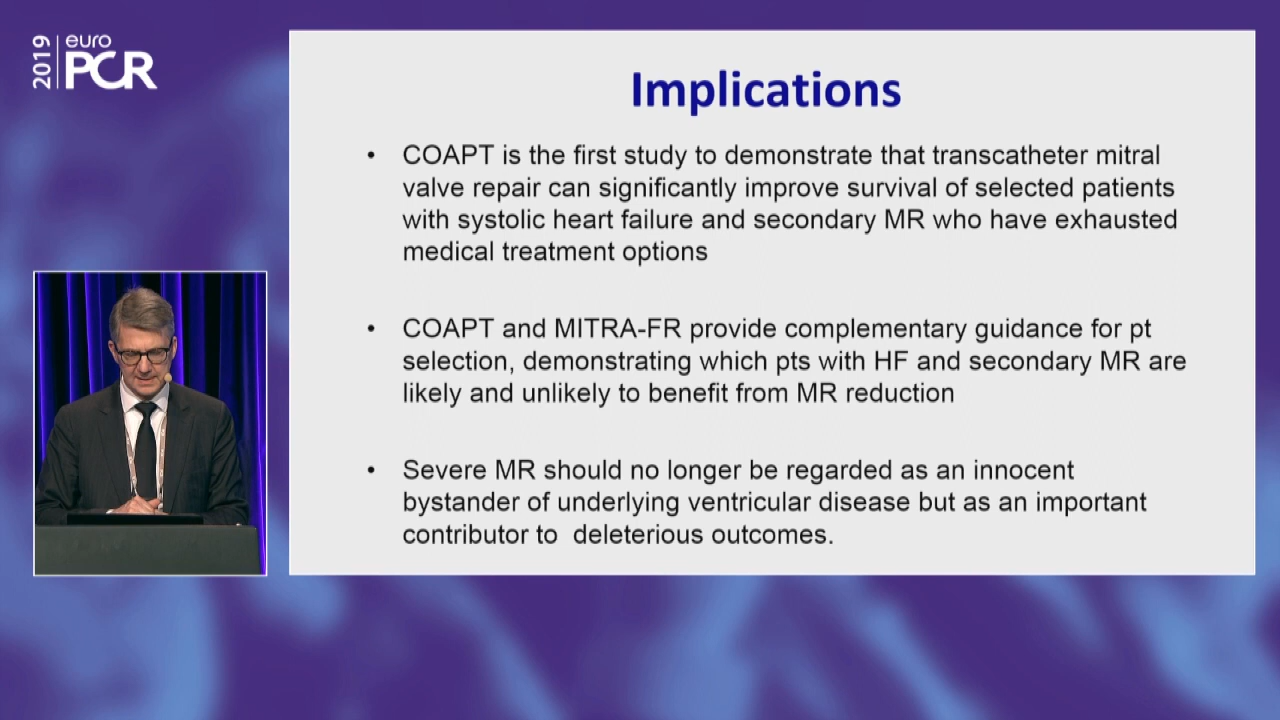 2019
euro
PCR
Implications
• COAPT is the first study to demonstrate that transcatheter mitral
valve repair can significantly improve survival of selected patients
with systolic heart failure and secondary MR who have exhausted
medical treatment options
• COAPT and MITRA-FR provide complementary guidance for pt
selection, demonstrating which pts with HF and secondary MR are
likely and unlikely to benefit from MR reduction
• Severe MR should no longer be regarded as an innocent
bystander of underlying ventricular disease but as an important
contributor to  deleterious outcomes.